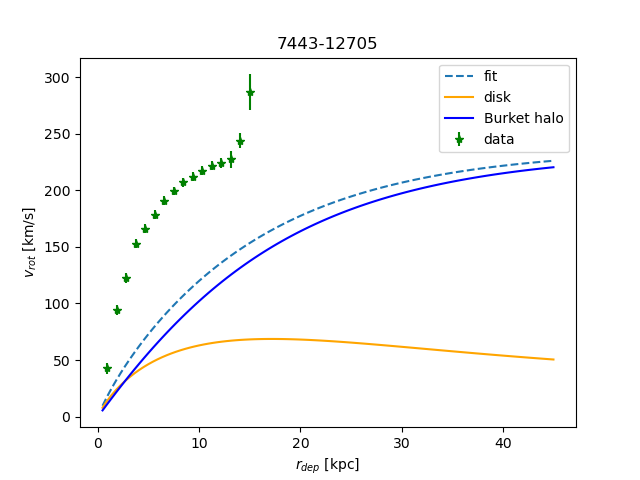 7443-12705
300
250
200
150
100
50
0
v_rot [km/s]
fit
disk
Burket halo
data
0 10 20 30 40
r_dep [kpc]